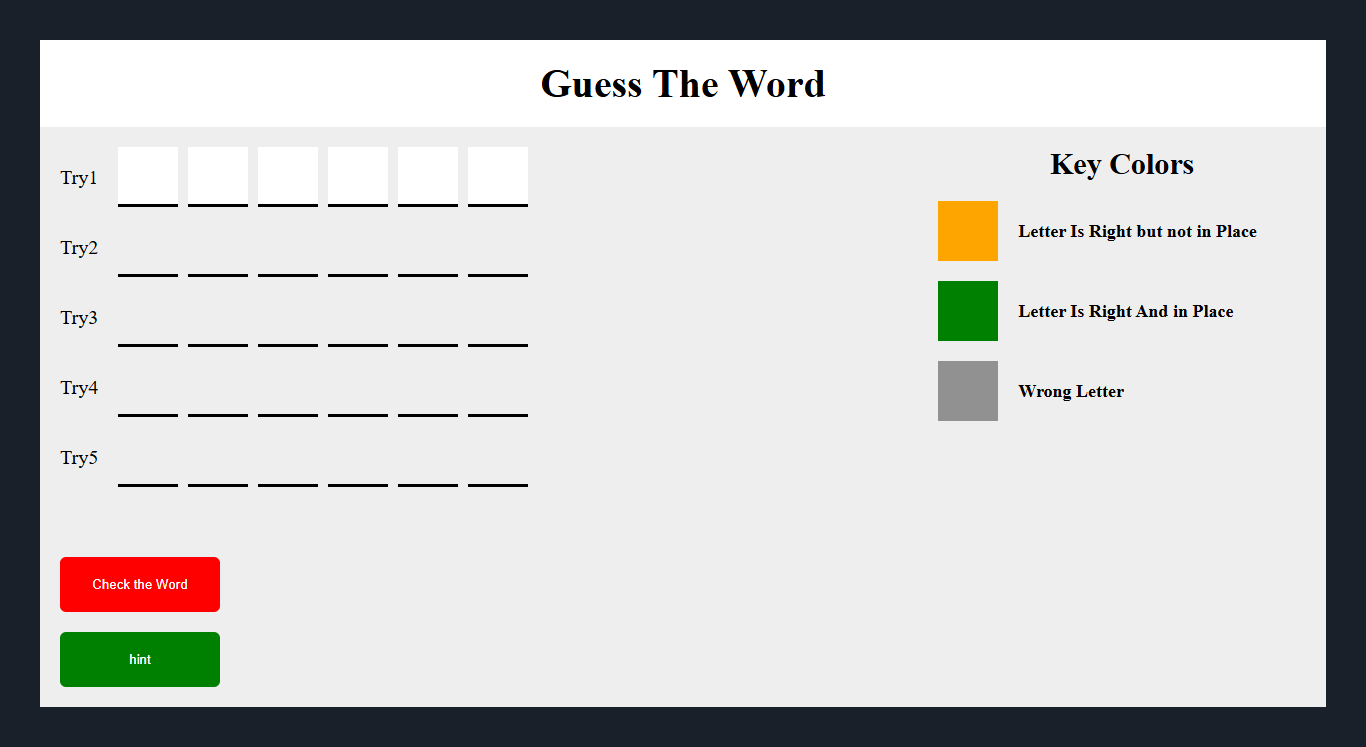 Guess The Word
Try1
Try2
Try3
Try4
Try5
Check the Word
hint
Key Colors
Letter Is Right but not in Place
Letter Is Right And in Place
Wrong Letter